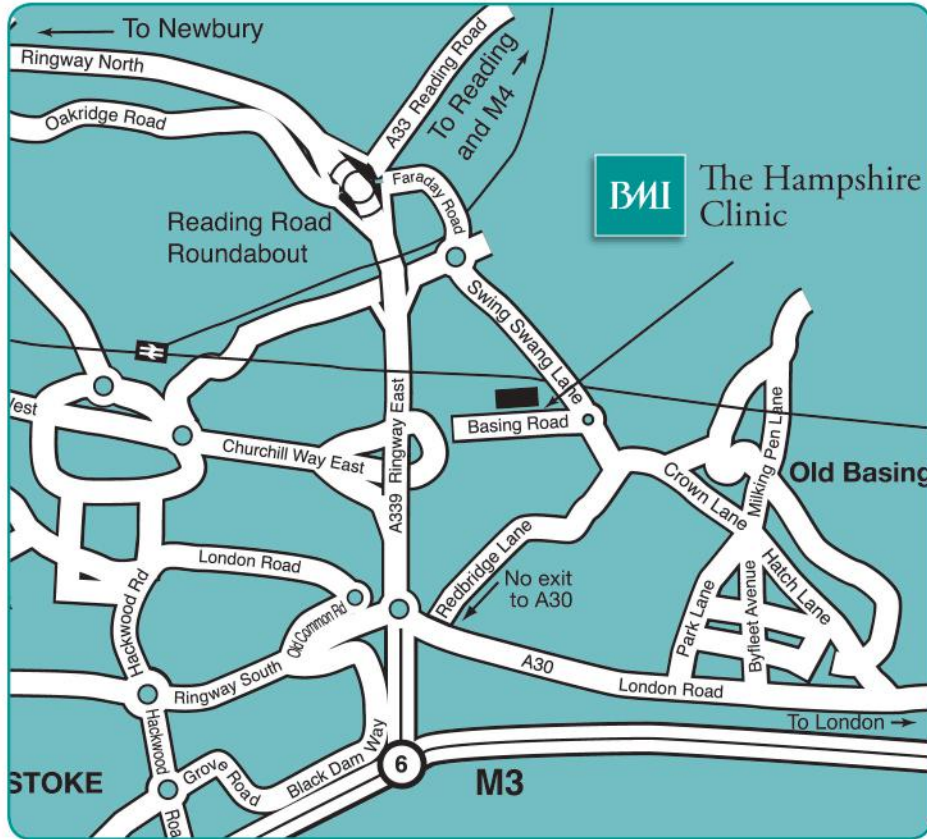 To Newbury
Ringway North
Oakridge Road
A33 Reading Road
To Reading
and M4
Faraday Road
Reading Road
Roundabout
BMI
The Hampshire
Clinic
Swing Swang Lane
Basing Road
West
Churchill Way East
A339 Ringway East
Milking Pen Lane
Old Basing
Crown Lane
London Road
Redbridge Lane
No exit
to A30
Hatch Lane
Hackwood Rd
Old Common Rd
Park Lane
Byfleet Avenue
A30
London Road
Ringway South
To London
Hackwood
Roa
Grove Road
Black Dam Way
6
M3
STOKE